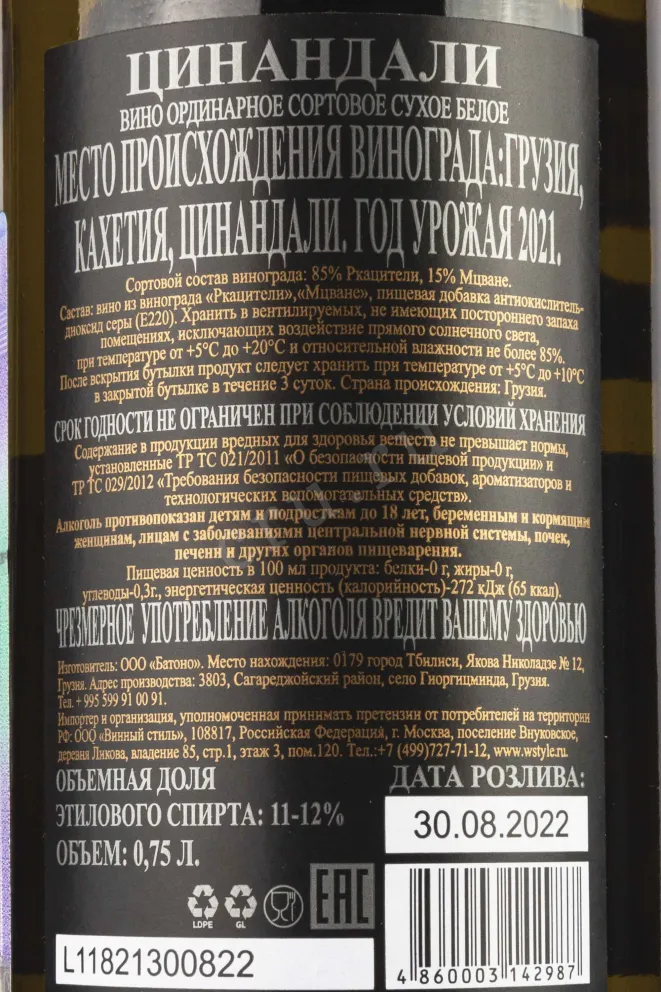 ЦИНАНДАЛИ
ВИНО ОРДИНАРНОЕ СОРТОВОЕ СУХОЕ БЕЛОЕ
МЕСТО ПРОИСХОЖДЕНИЯ ВИНОГРАДА:ГРУЗИЯ,
КАХЕТИЯ, ЦИНАНДАЛИ. ГОД УРОЖАЯ 2021.
Сортовой состав винограда: 85% Ркацители, 15% Мцване.
Састав: вино из винограда «Ркацители»,«Мцване», пищевая добавка антиокислитель-
диоксид серы (E220). Хранить в вентилируемых, не имеющих постороннего запаха
помещениях, исключающих воздействие прямого солнечного света,
при температуре от +5°C до +20°C и относительной влажности не более 85%.
После вскрытия бутылки продукт следует хранить при температуре от +5°C до +10°C
в закрытой бутылке в течение 3 суток. Страна происхождения: Грузия.
СРОК ГОДНОСТИ НЕ ОГРАНИЧЕН ПРИ СОБЛЮДЕНИИ УСЛОВИЙ ХРАНЕНИЯ
Содержание в продукции вредных для здоровья веществ не превышает нормы,
установленные ТР ТС 021/2011 «О безопасности пищевой продукции» и
ТР ТС 029/2012 «Требования безопасности пищевых добавок, ароматизаторов и
технологических вспомогательных средств».
Алкоголь противопоказан детям и подросткам до 18 лет, беременным и кормящим
женщинам, лицам с заболеваниями центральной нервной системы, почек,
печени и других органов пищеварения.
Пищевая ценность в 100 мл продукта: белки-0 г, жиры-0 г,
углеводы-0,3г., энергетическая ценность (калорийность)-272 кДж (65 ккал).
ЧРЕЗМЕРНОЕ УПОТРЕБЛЕНИЕ АЛКОГОЛЯ ВРЕДИТ ВАШЕМУ ЗДОРОВЬЮ
Изготовитель: ООО «Батоно». Место нахождения: 0179 город Тбилиси, Якова Николадзе № 12,
Грузия. Адрес производства: 3803, Сагареджойский район, село Гиоргицминда, Грузия.
Тел. + 995 599 91 00 91.
Импортер и организация, уполномоченная принимать претензии от потребителей на территории
РФ: ООО «Винный стиль», 108817, Российская Федерация, г. Москва, поселение Внуковское,
деревня Ликова, владение 85, стр.1, этаж 3, пом.120. Тел.:+7 (499)727-71-12, www.wstyle.ru.
ОБЪЕМНАЯ ДОЛЯ
ЭТИЛОВОГО СПИРТА: 11-12%
ОБЪЕМ: 0,75 Л.
ДАТА РОЗЛИВА:
30.08.2022
LDPE
GL
EAC
L11821300822
4 860003 142987